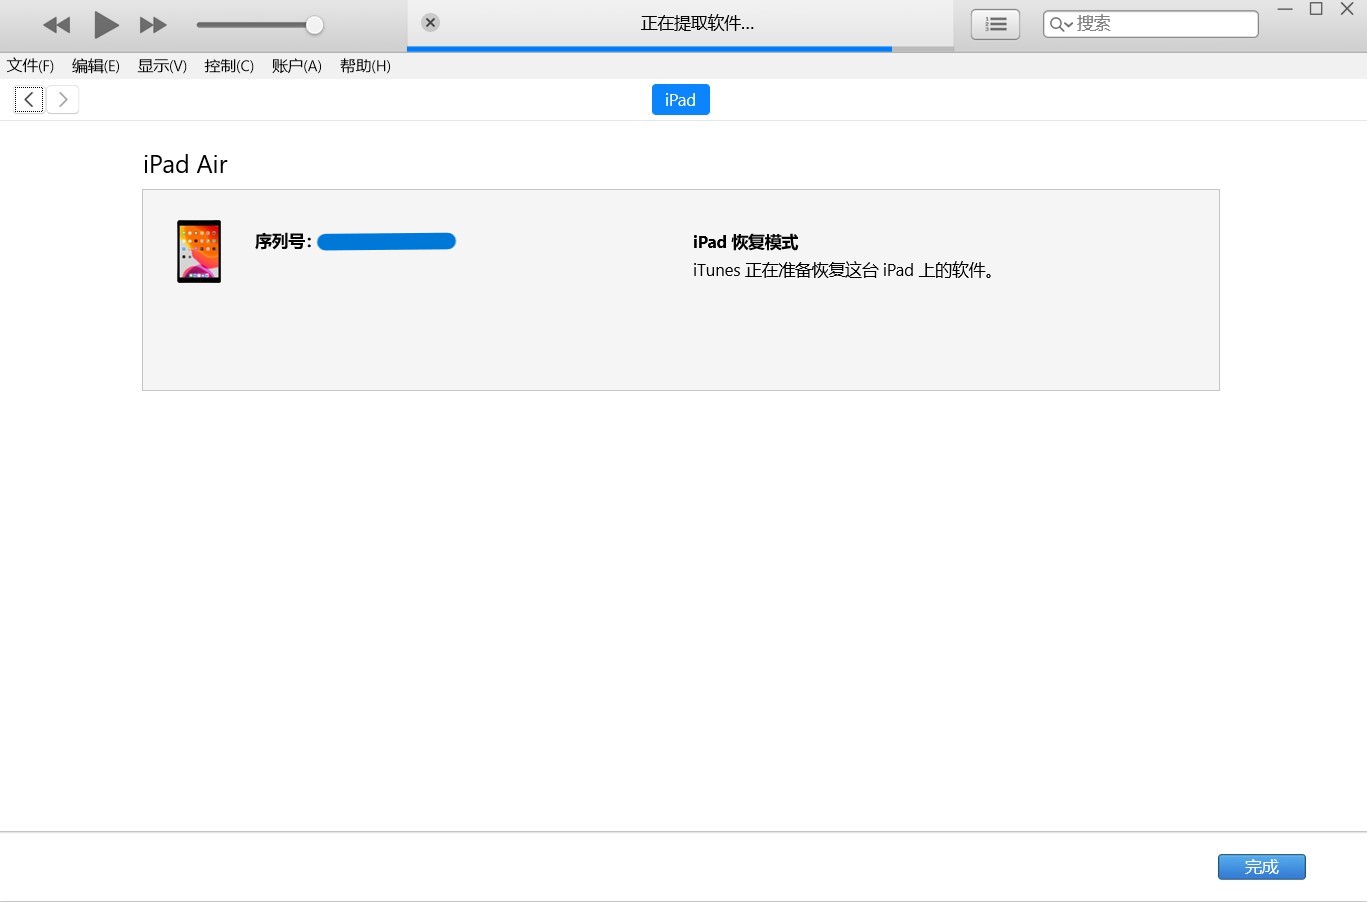 正在提取软件...
搜索
文件(F) 编辑(E) 显示(V) 控制(C) 账户(A) 帮助(H)
iPad
iPad Air
序列号：
iPad 恢复模式
iTunes 正在准备恢复这台 iPad 上的软件。
完成